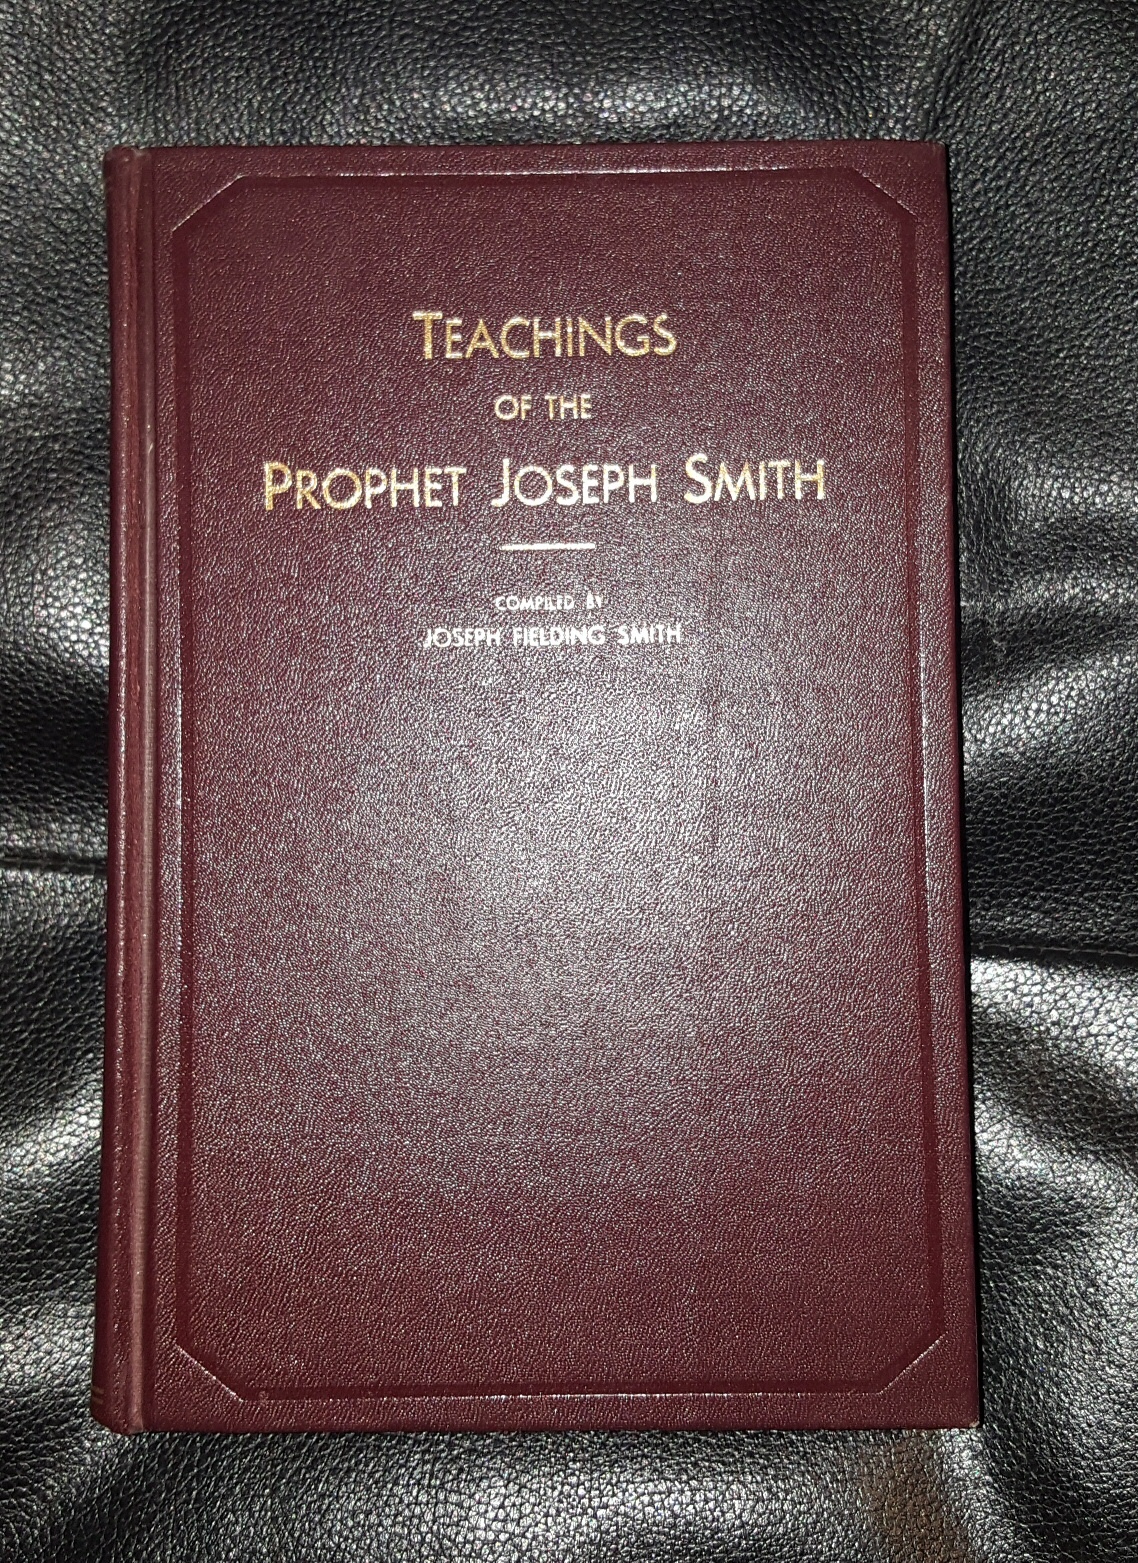 TEACHINGS
OF THE
PROPHET JOSEPH SMITH
COMPILED BY
JOSEPH FIELDING SMITH